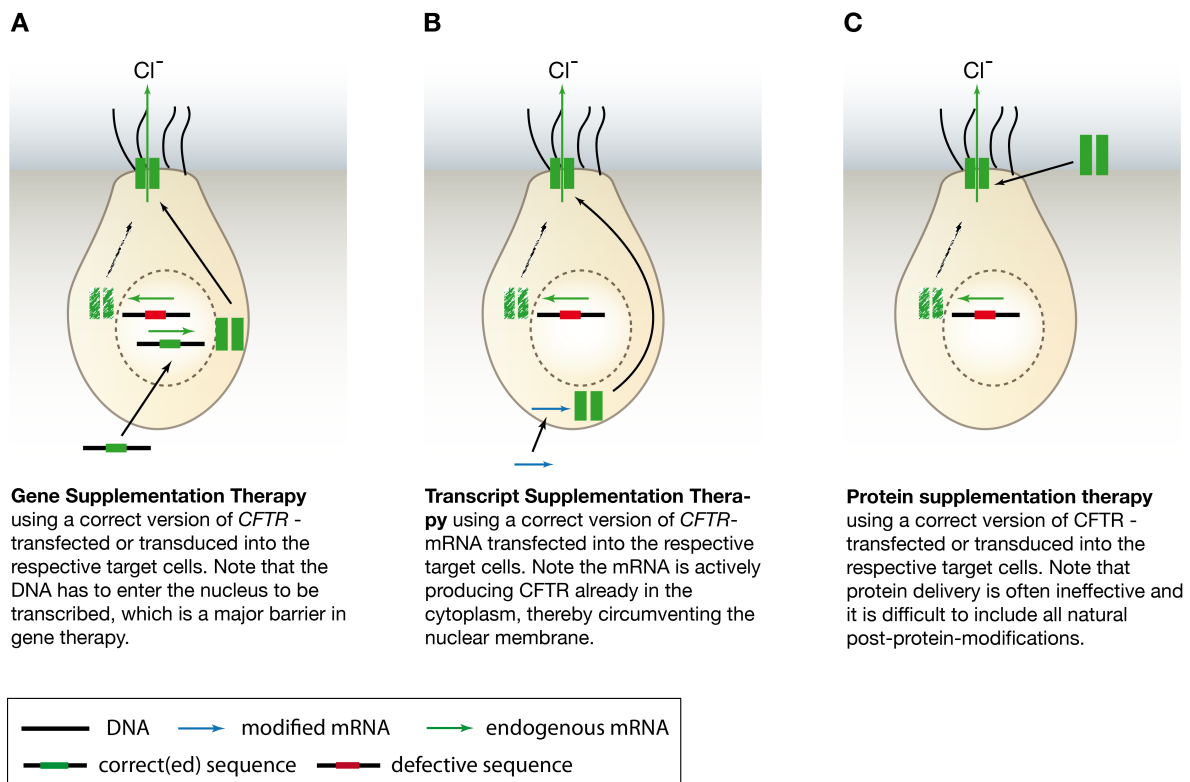 A
B
C
Cl⁻
Cl⁻
Cl⁻
Gene Supplementation Therapy
using a correct version of CFTR -
transfected or transduced into the
respective target cells. Note that the
DNA has to enter the nucleus to be
transcribed, which is a major barrier in
gene therapy.
Transcript Supplementation Thera-
py using a correct version of CFTR-
mRNA transfected into the respective
target cells. Note the mRNA is actively
producing CFTR already in the
cytoplasm, thereby circumventing the
nuclear membrane.
Protein supplementation therapy
using a correct version of CFTR -
transfected or transduced into the
respective target cells. Note that
protein delivery is often ineffective and
it is difficult to include all natural
post-protein-modifications.
DNA
modified mRNA
endogenous mRNA
correct(ed) sequence
defective sequence